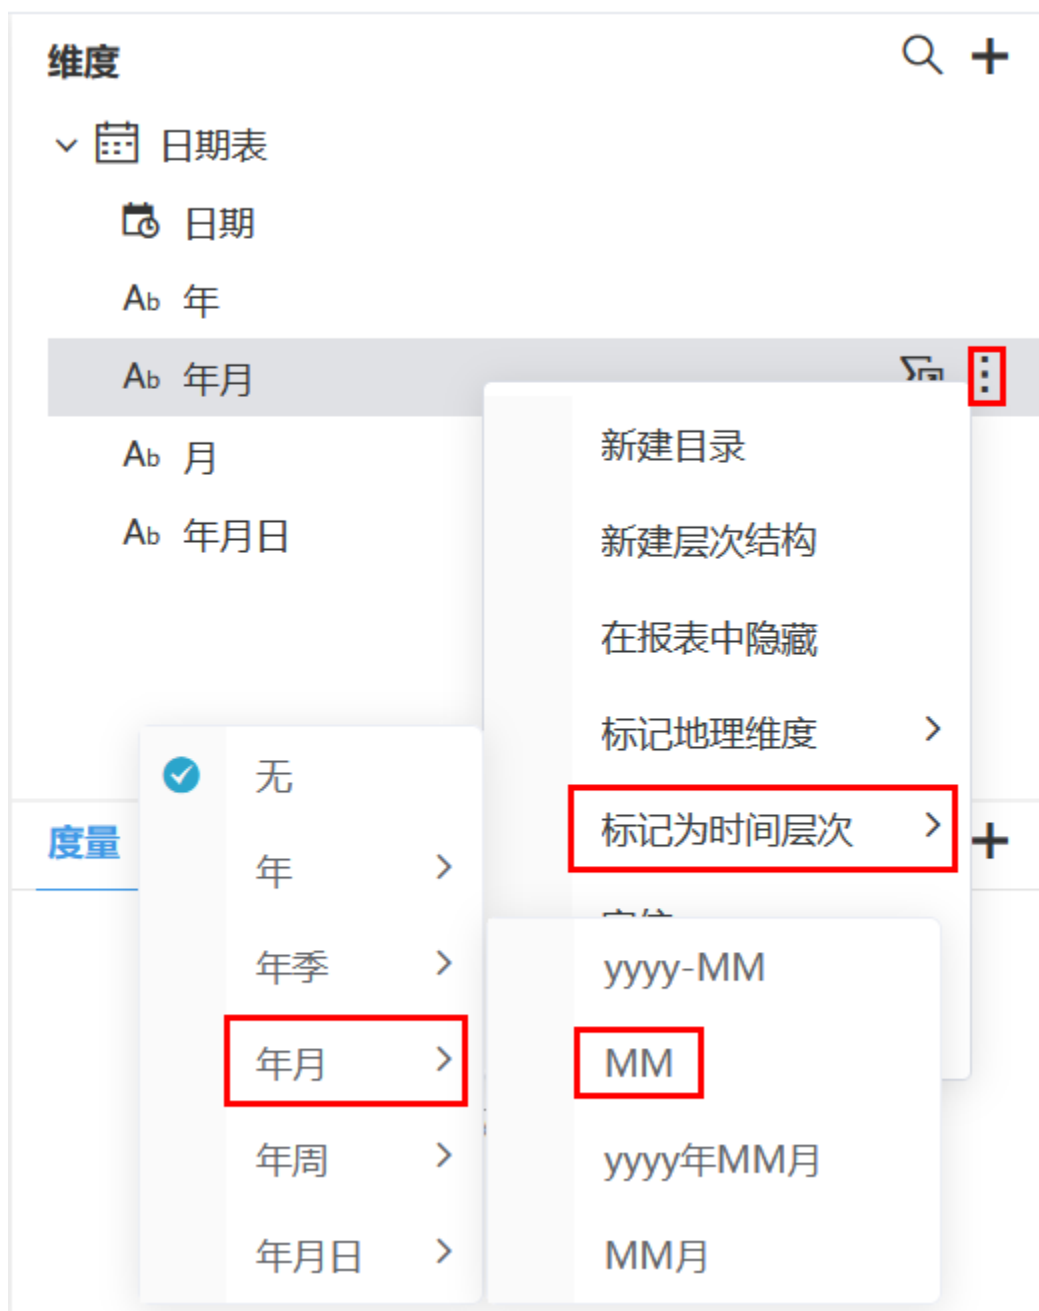 维度
日期表
日期
Ab 年
Ab 年月
Ab 月
Ab 年月日
新建目录
新建层次结构
在报表中隐藏
标记地理维度
标记为时间层次
度量
无
年
年季
年月
年周
年月日
yyyy-MM
MM
yyyy年MM月
MM月